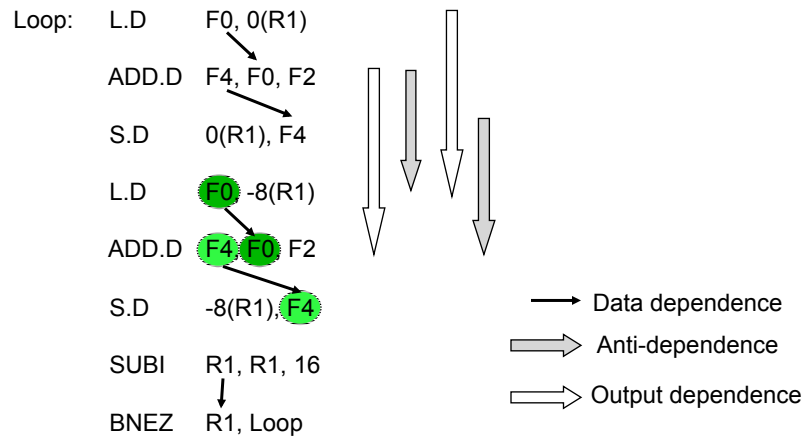 Loop: L.D F0, 0(R1)
ADD.D F4, F0, F2
S.D 0(R1), F4
L.D F0, -8(R1)
ADD.D F4, F0, F2
S.D -8(R1), F4
SUBI R1, R1, 16
BNEZ R1, Loop
Data dependence
Anti-dependence
Output dependence